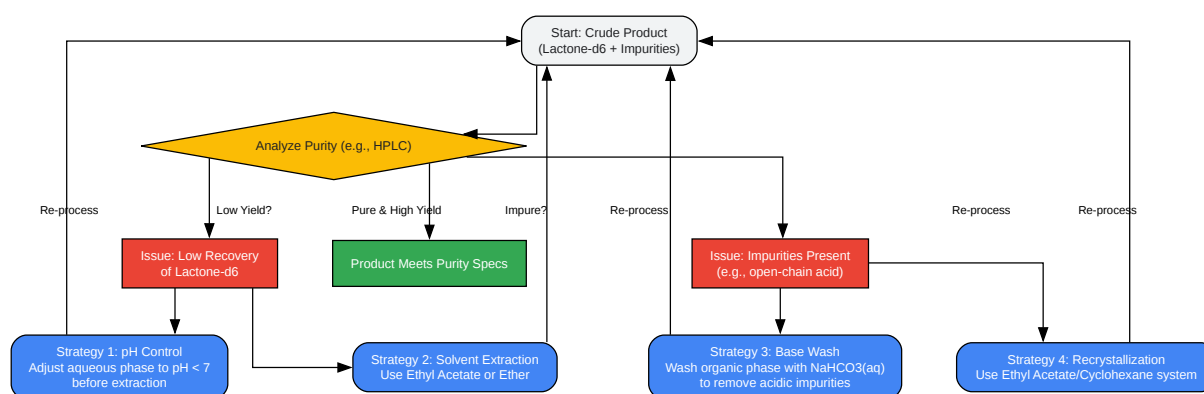 Start: Crude Product
(Lactone-d6 + Impurities)
Analyze Purity (e.g., HPLC)
Re-process
Low Yield?
Pure & High Yield
Impure?
Re-process
Re-process
Re-process
Issue: Low Recovery
of Lactone-d6
Product Meets Purity Specs
Issue: Impurities Present
(e.g., open-chain acid)
Strategy 1: pH Control
Adjust aqueous phase to pH < 7
before extraction
Strategy 2: Solvent Extraction
Use Ethyl Acetate or Ether
Strategy 3: Base Wash
Wash organic phase with NaHCO3(aq)
to remove acidic impurities
Strategy 4: Recrystallization
Use Ethyl Acetate/Cyclohexane system